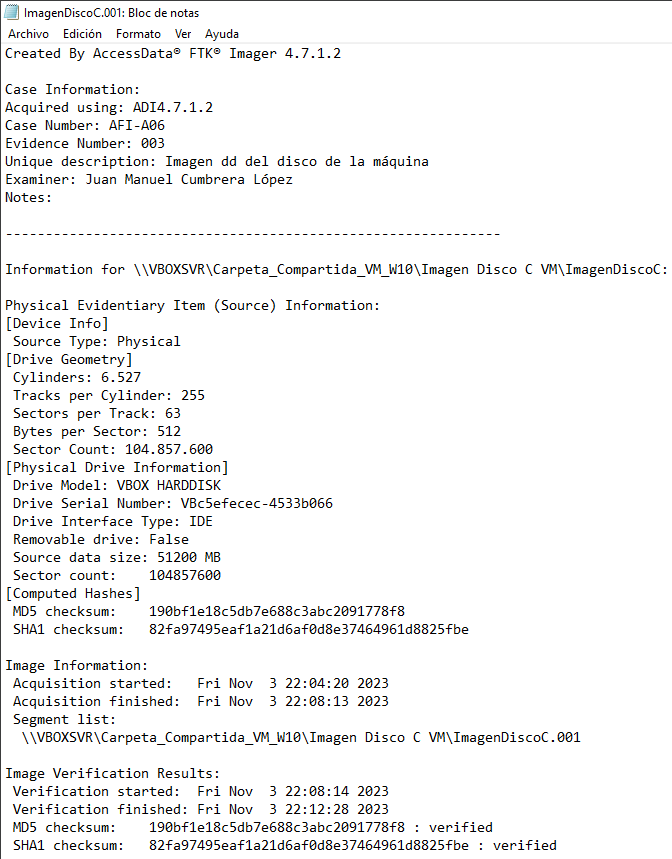 ImagenDiscoC.001: Bloc de notas
Archivo Edición Formato Ver Ayuda
Created By AccessData® FTK® Imager 4.7.1.2
Case Information:
Acquired using: ADI4.7.1.2
Case Number: AFI-A06
Evidence Number: 003
Unique description: Imagen dd del disco de la máquina
Examiner: Juan Manuel Cumbrera López
Notes:
--------------------------------------------------------------
Information for \\VBOXSVR\Carpeta_Compartida_VM_W10\Imagen Disco C VM\ImagenDiscoC:
Physical Evidentiary Item (Source) Information:
[Device Info]
Source Type: Physical
[Drive Geometry]
Cylinders: 6.527
Tracks per Cylinder: 255
Sectors per Track: 63
Bytes per Sector: 512
Sector Count: 104.857.600
[Physical Drive Information]
Drive Model: VBOX HARDDISK
Drive Serial Number: VBc5efecec-4533b066
Drive Interface Type: IDE
Removable drive: False
Source data size: 51200 MB
Sector count:    104857600
[Computed Hashes]
MD5 checksum:    190bf1e18c5db7e688c3abc2091778f8
SHA1 checksum:   82fa97495eaf1a21d6af0d8e37464961d8825fbe
Image Information:
Acquisition started:   Fri Nov  3 22:04:20 2023
Acquisition finished:  Fri Nov  3 22:08:13 2023
Segment list:
\\VBOXSVR\Carpeta_Compartida_VM_W10\Imagen Disco C VM\ImagenDiscoC.001
Image Verification Results:
Verification started:  Fri Nov  3 22:08:14 2023
Verification finished: Fri Nov  3 22:12:28 2023
MD5 checksum:    190bf1e18c5db7e688c3abc2091778f8 : verified
SHA1 checksum:   82fa97495eaf1a21d6af0d8e37464961d8825fbe : verified